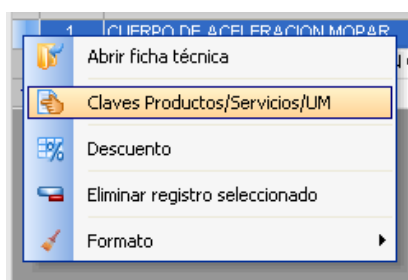 1 CUERPO DE ACELERACION MOPAR
Abrir ficha técnica
Claves Productos/Servicios/UM
Descuento
Eliminar registro seleccionado
Formato